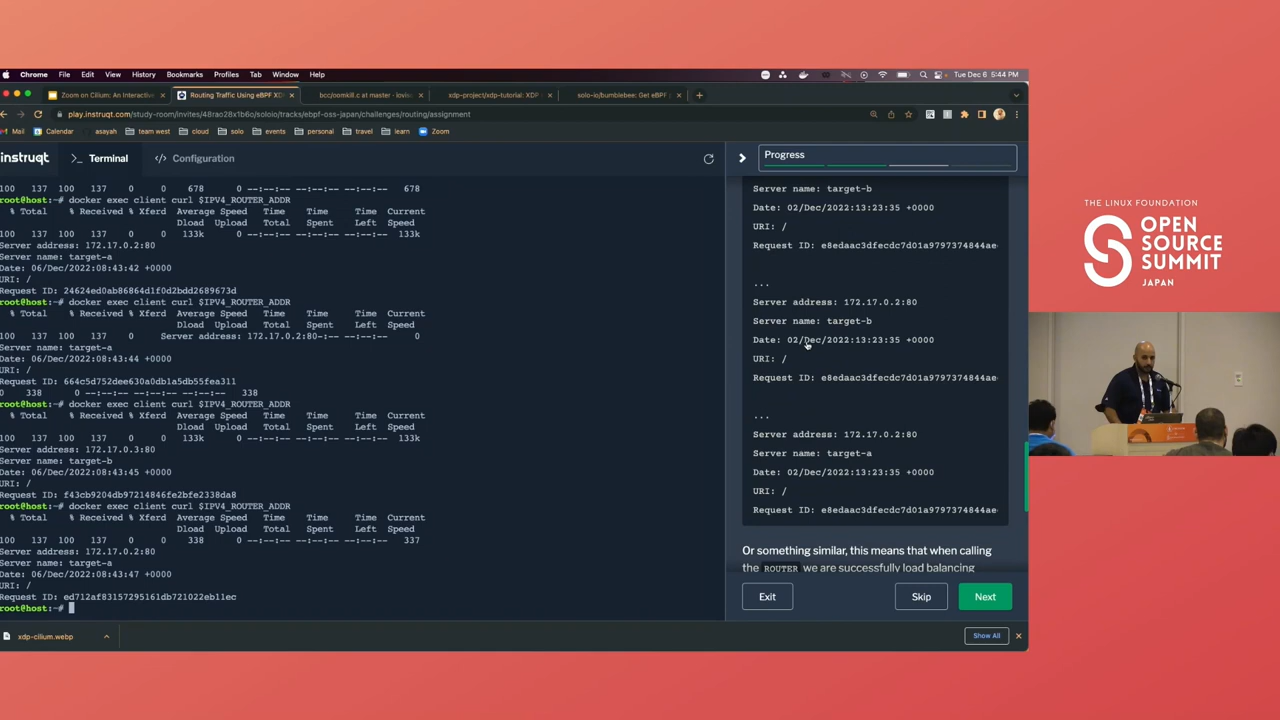 Chrome File Edit View History Bookmarks Profiles Tab Window Help Tue Dec 6 5:44 PM
Zoom on Cilium: An Interactive
Routing Traffic Using eBPF XD
bcc/oomkill.c at master · iovis
xdp-project/xdp-tutorial: XDP
solo-io/bumblebee: Get eBPF
play.instruqt.com/study-room/invites/48rao28x1b6o/soloio/tracks/ebpf-oss-japan/challenges/routing/assignment
Mail Calendar asayah team west cloud solo events personal travel learn Zoom
instruqt
>_ Terminal
</> Configuration
100 137 100 137 0 0 678 0 --:--:-- --:--:-- --:--:-- 678
root@host:~# docker exec client curl $IPV4_ROUTER_ADDR
% Total % Received % Xferd Average Speed Time Time Time Current
Dload Upload Total Spent Left Speed
100 137 100 137 0 0 133k 0 --:--:-- --:--:-- --:--:-- 133k
Server address: 172.17.0.2:80
Server name: target-a
Date: 06/Dec/2022:08:43:42 +0000
URI: /
Request ID: 24624ed0ab86864d1f0d2bdd2689673d
root@host:~# docker exec client curl $IPV4_ROUTER_ADDR
% Total % Received % Xferd Average Speed Time Time Time Current
Dload Upload Total Spent Left Speed
100 137 100 137 0 Server address: 172.17.0.2:80--:--:-- --:--:-- 0
Server name: target-a
Date: 06/Dec/2022:08:43:44 +0000
URI: /
Request ID: 664c5d752dee630a0db1a5db55fea311
0 338 0 --:--:-- --:--:-- --:--:-- 338
root@host:~# docker exec client curl $IPV4_ROUTER_ADDR
% Total % Received % Xferd Average Speed Time Time Time Current
Dload Upload Total Spent Left Speed
100 137 100 137 0 0 133k 0 --:--:-- --:--:-- --:--:-- 133k
Server address: 172.17.0.3:80
Server name: target-b
Date: 06/Dec/2022:08:43:45 +0000
URI: /
Request ID: f43cb9204db97214846fe2bfe2338da8
root@host:~# docker exec client curl $IPV4_ROUTER_ADDR
% Total % Received % Xferd Average Speed Time Time Time Current
Dload Upload Total Spent Left Speed
100 137 100 137 0 0 338 0 --:--:-- --:--:-- --:--:-- 337
Server address: 172.17.0.2:80
Server name: target-a
Date: 06/Dec/2022:08:43:47 +0000
URI: /
Request ID: ed712af83157295161db721022eb11ec
root@host:~#
Progress
Server name: target-b
Date: 02/Dec/2022:13:23:35 +0000
URI: /
Request ID: e8edaac3dfecdc7d01a9797374844ae
...
Server address: 172.17.0.2:80
Server name: target-b
Date: 02/Dec/2022:13:23:35 +0000
URI: /
Request ID: e8edaac3dfecdc7d01a9797374844ae
...
Server address: 172.17.0.2:80
Server name: target-a
Date: 02/Dec/2022:13:23:35 +0000
URI: /
Request ID: e8edaac3dfecdc7d01a9797374844ae
Or something similar, this means that when calling
the ROUTER we are successfully load balancing
Exit
Skip
Next
xdp-cilium.webp
Show All
THE LINUX FOUNDATION
OPEN
SOURCE
SUMMIT
JAPAN